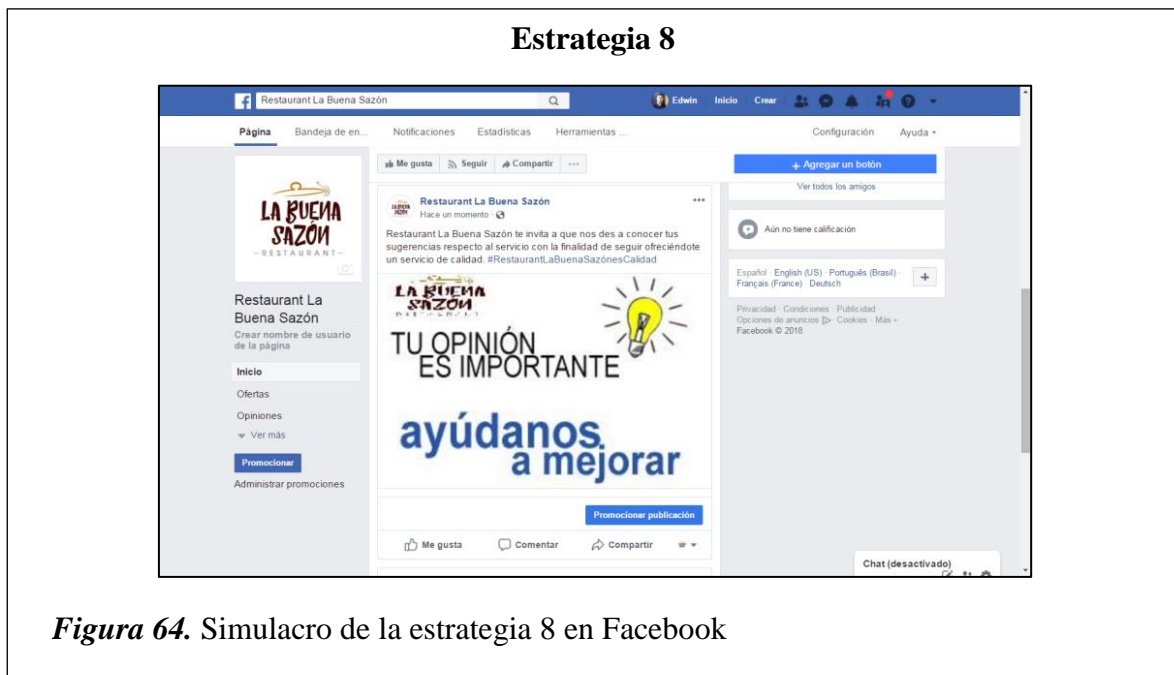 Estrategia 8
Restaurant La Buena Sazón
Edwin Inicio Crear
Página Bandeja de en... Notificaciones Estadísticas Herramientas ... Configuración Ayuda
LA BUENA
SAZÓN
- RESTAURANT -
Restaurant La
Buena Sazón
Crear nombre de usuario
de la página
Inicio
Ofertas
Opiniones
Ver más
Promocionar
Administrar promociones
Me gusta Seguir Compartir ...
+ Agregar un botón
Restaurant La Buena Sazón ...
Hace un momento ·
Restaurant La Buena Sazón te invita a que nos des a conocer tus
sugerencias respecto al servicio con la finalidad de seguir ofreciéndote
un servicio de calidad. #RestaurantLaBuenaSazónesCalidad
LA BUENA
SAZÓN
TU OPINIÓN
ES IMPORTANTE
ayúdanos
a mejorar
Promocionar publicación
Me gusta Comentar Compartir
Ver todos los amigos
Aún no tiene calificación
Español · English (US) · Português (Brasil) ·
Français (France) · Deutsch
+
Privacidad · Condiciones · Publicidad ·
Opciones de anuncios · Cookies · Más
Facebook © 2018
Chat (desactivado)
Figura 64. Simulacro de la estrategia 8 en Facebook